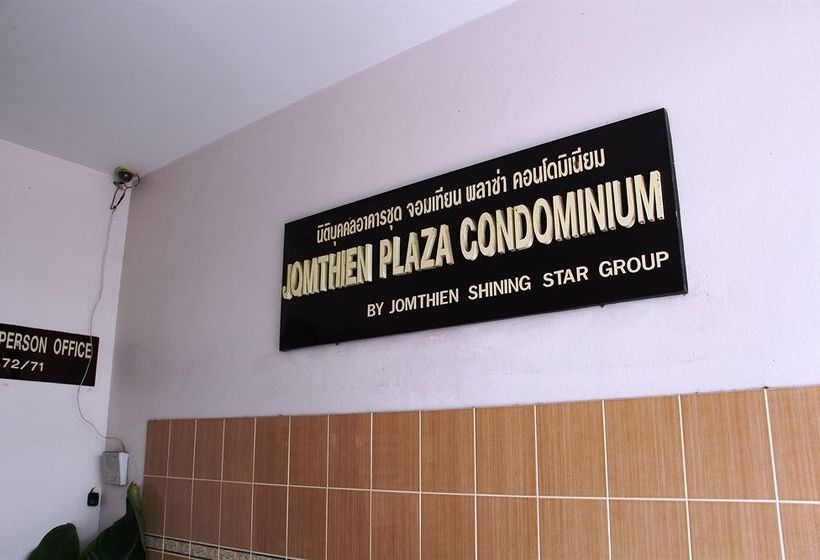 นิติบุคคลอาคารชุด จอมเทียน พลาซ่า คอนโดมิเนียม
JOMTHIEN PLAZA CONDOMINIUM
BY JOMTHIEN SHINING STAR GROUP
PERSON OFFICE
72/71